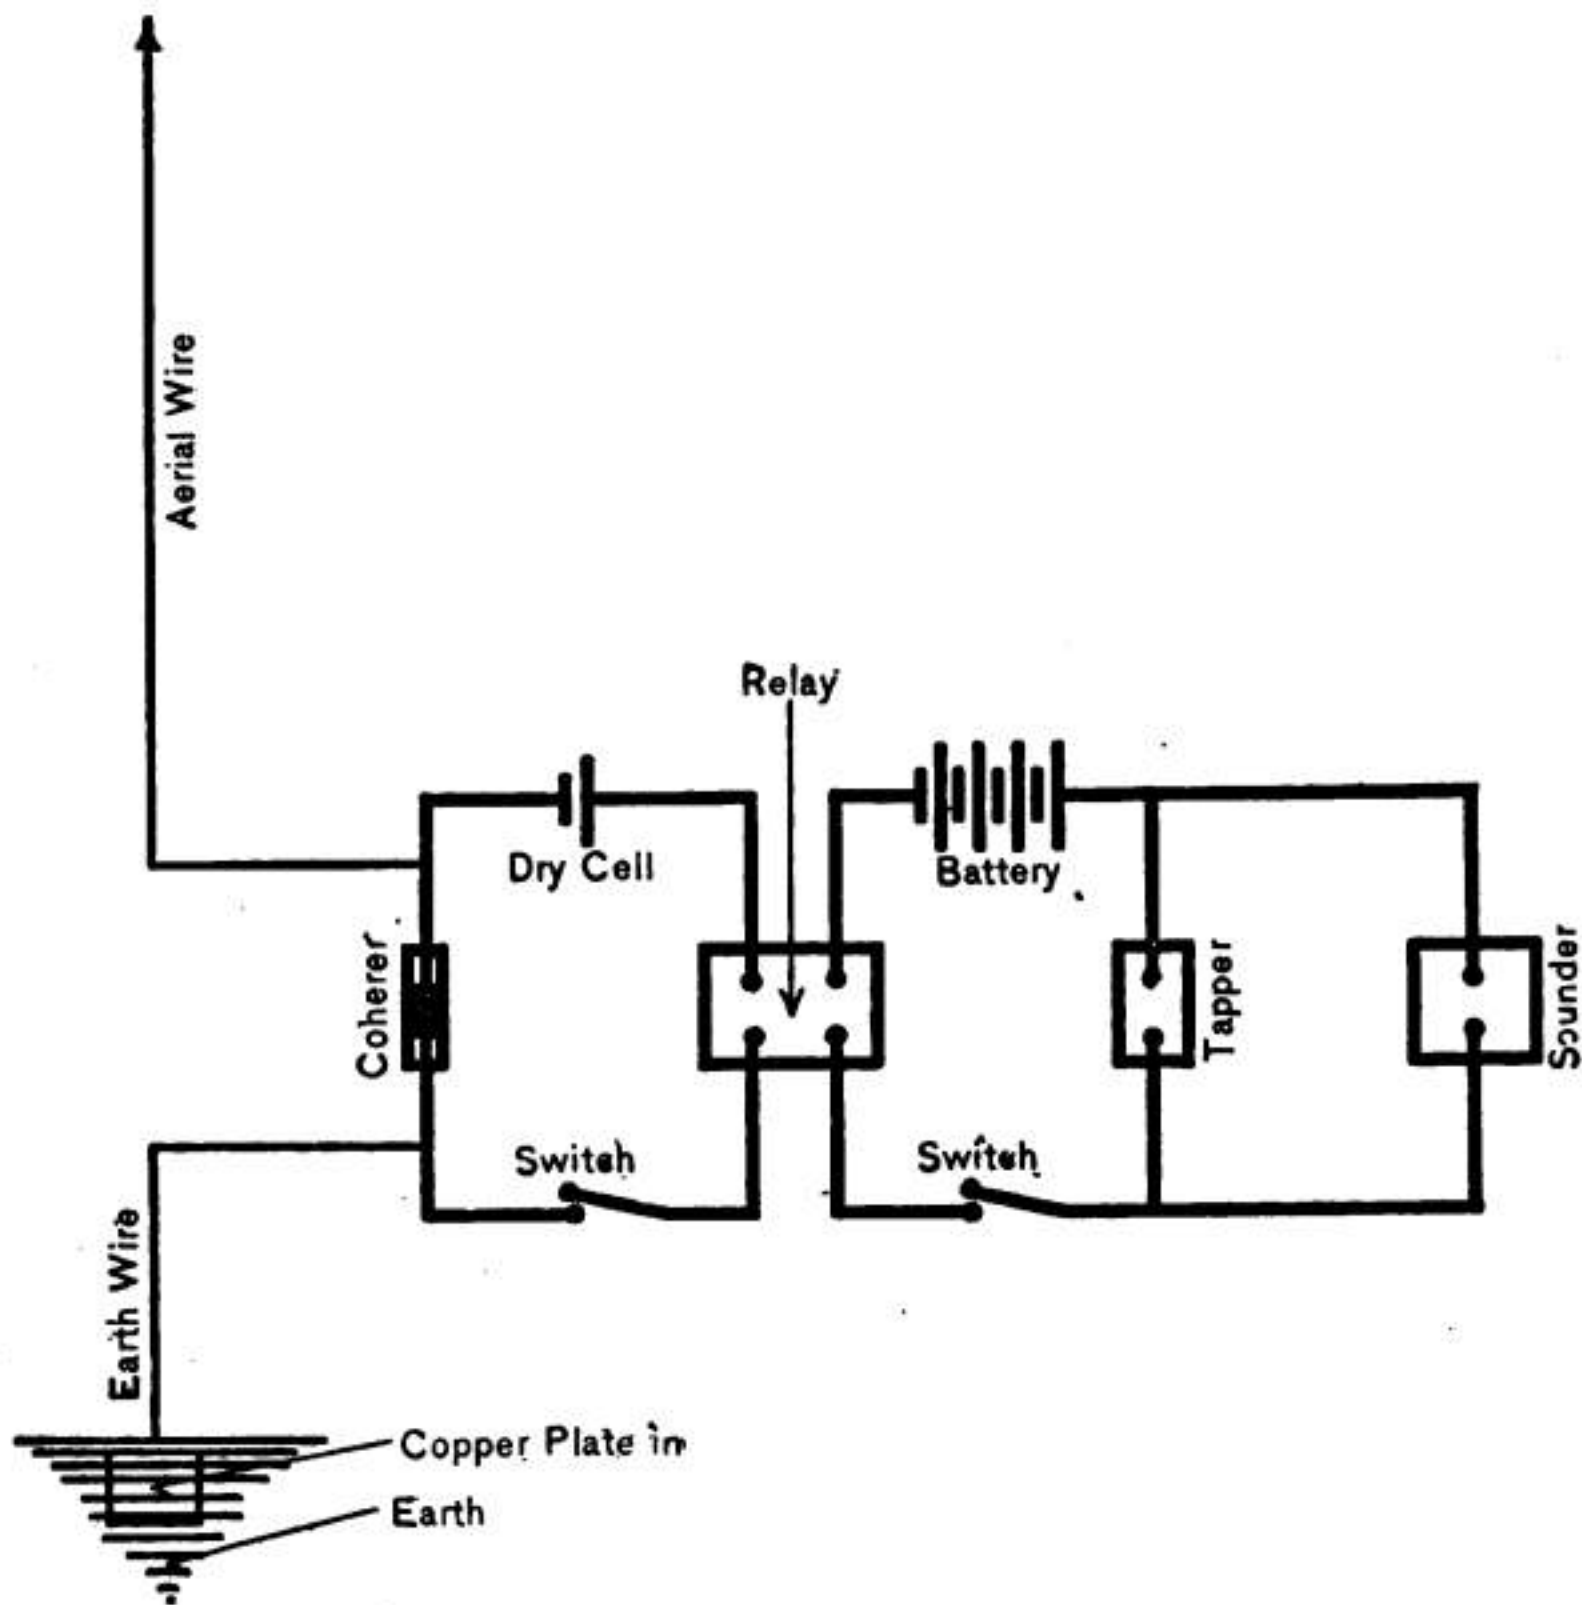 Aerial Wire
Relay
Dry Cell
Battery
Coherer
Tapper
Sounder
Switch
Switch
Earth Wire
Copper Plate in
Earth